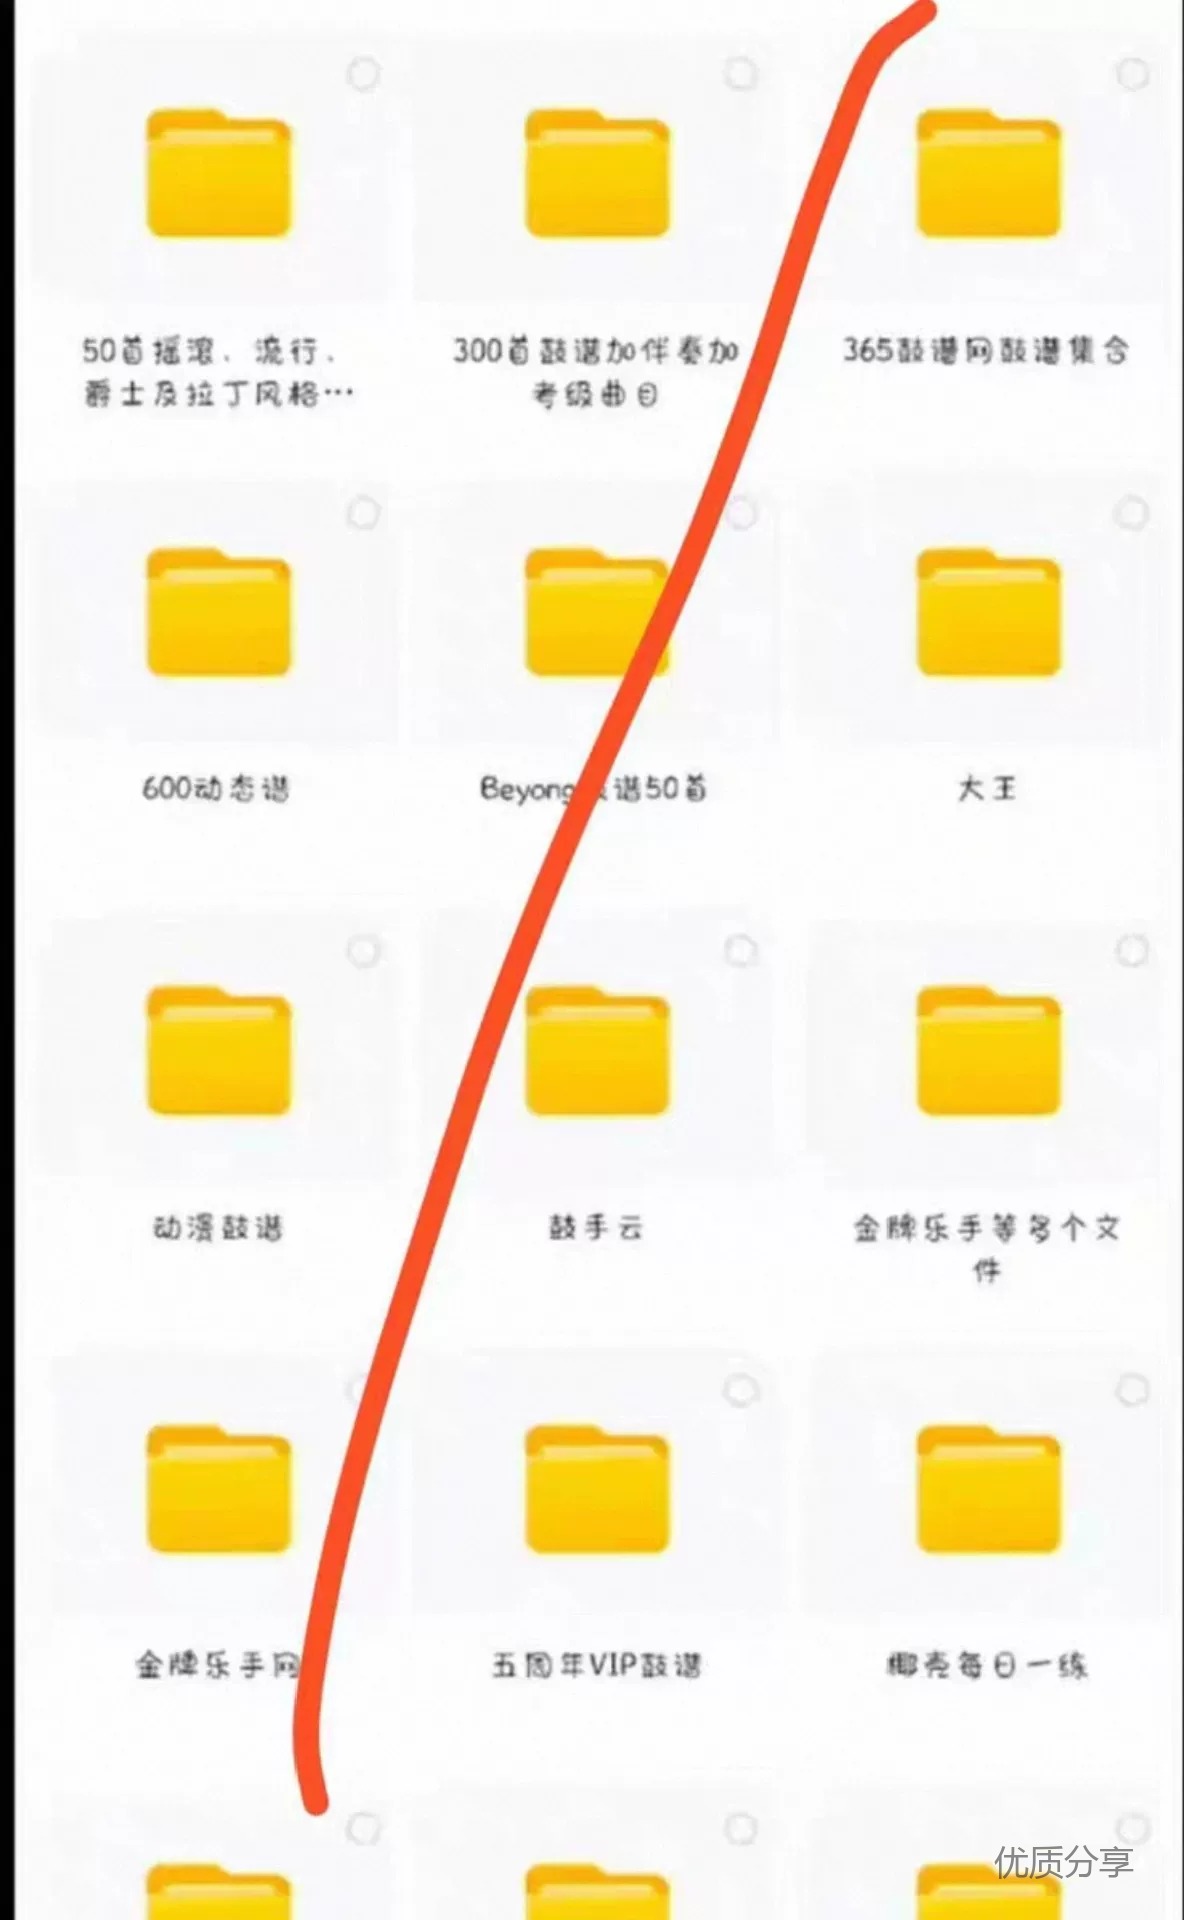 50首摇滚、流行、
爵士及拉丁风格…
300首鼓谱加伴奏加
考级曲目
365鼓谱网鼓谱集合
600动态谱
Beyong 谱50首
大王
动漫鼓谱
鼓手云
金牌乐手等多个文
件
金牌乐手网
五周年VIP鼓谱
椰壳每日一练
优质分享